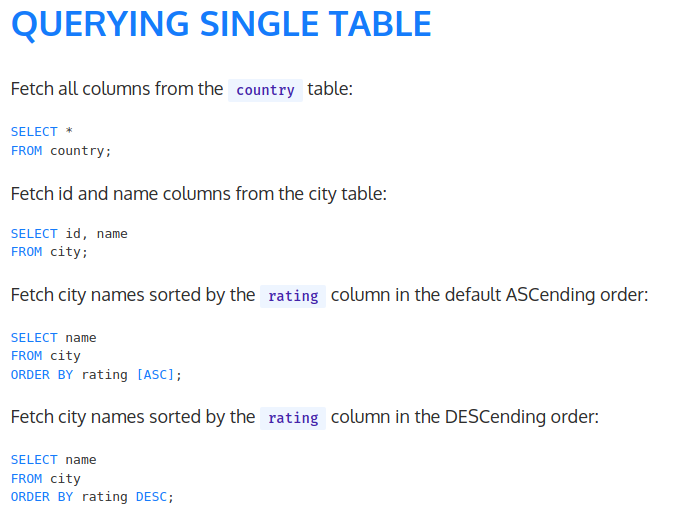 QUERYING SINGLE TABLE
Fetch all columns from the country table:
SELECT *
FROM country;
Fetch id and name columns from the city table:
SELECT id, name
FROM city;
Fetch city names sorted by the rating column in the default ASCending order:
SELECT name
FROM city
ORDER BY rating [ASC];
Fetch city names sorted by the rating column in the DESCending order:
SELECT name
FROM city
ORDER BY rating DESC;